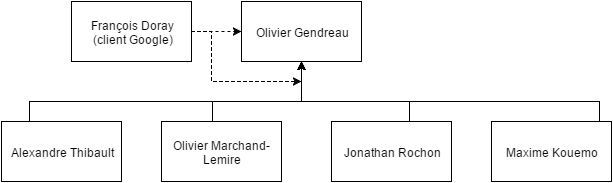 François Doray
(client Google)
Olivier Gendreau
Alexandre Thibault
Olivier Marchand-
Lemire
Jonathan Rochon
Maxime Kouemo